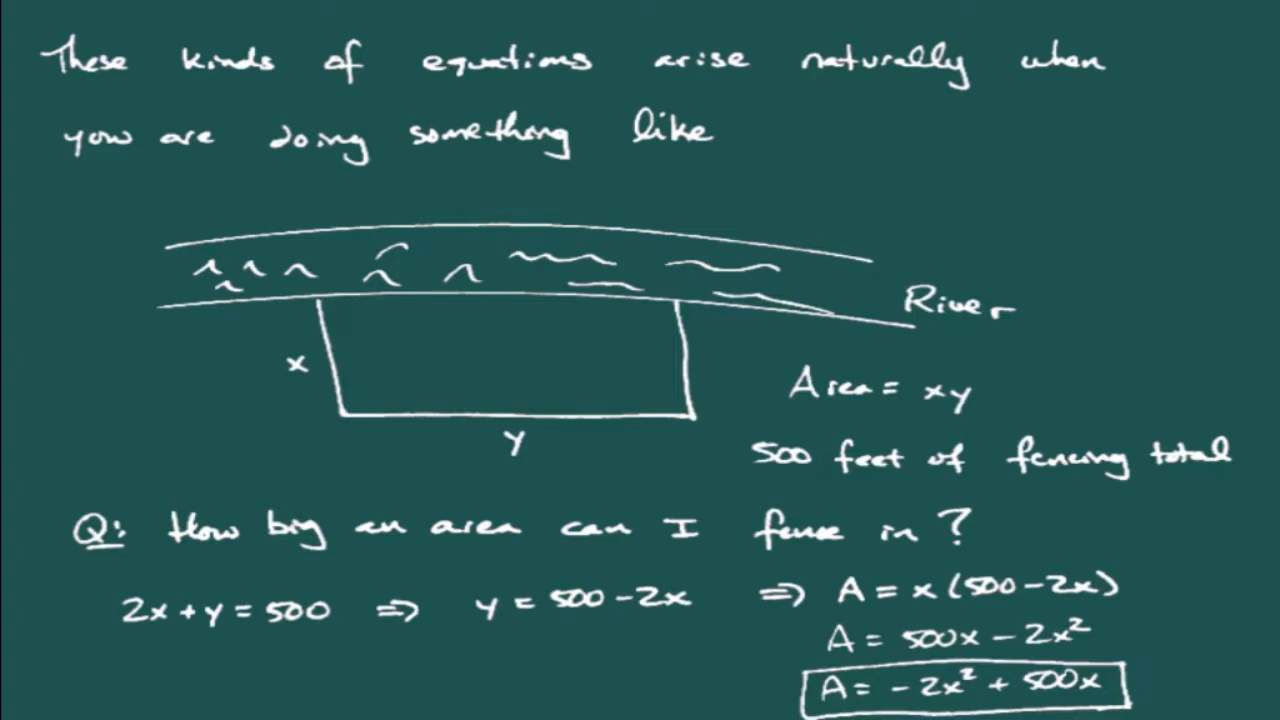 These kinds of equations arise naturally when
you are doing something like
River
x
Area = xy
y
500 feet of fencing total
Q: How big an area can I fence in?
2x + y = 500 ⇒ y = 500 - 2x ⇒ A = x(500 - 2x)
A = 500x - 2x²
A = -2x² + 500x